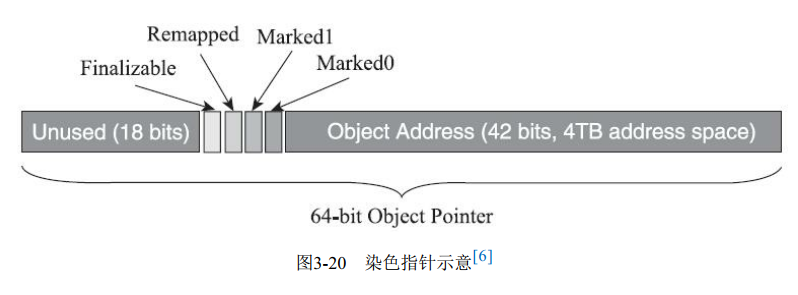 Remapped
Marked1
Finalizable
Marked0
Unused (18 bits)
Object Address (42 bits, 4TB address space)
64-bit Object Pointer
图3-20 染色指针示意[6]